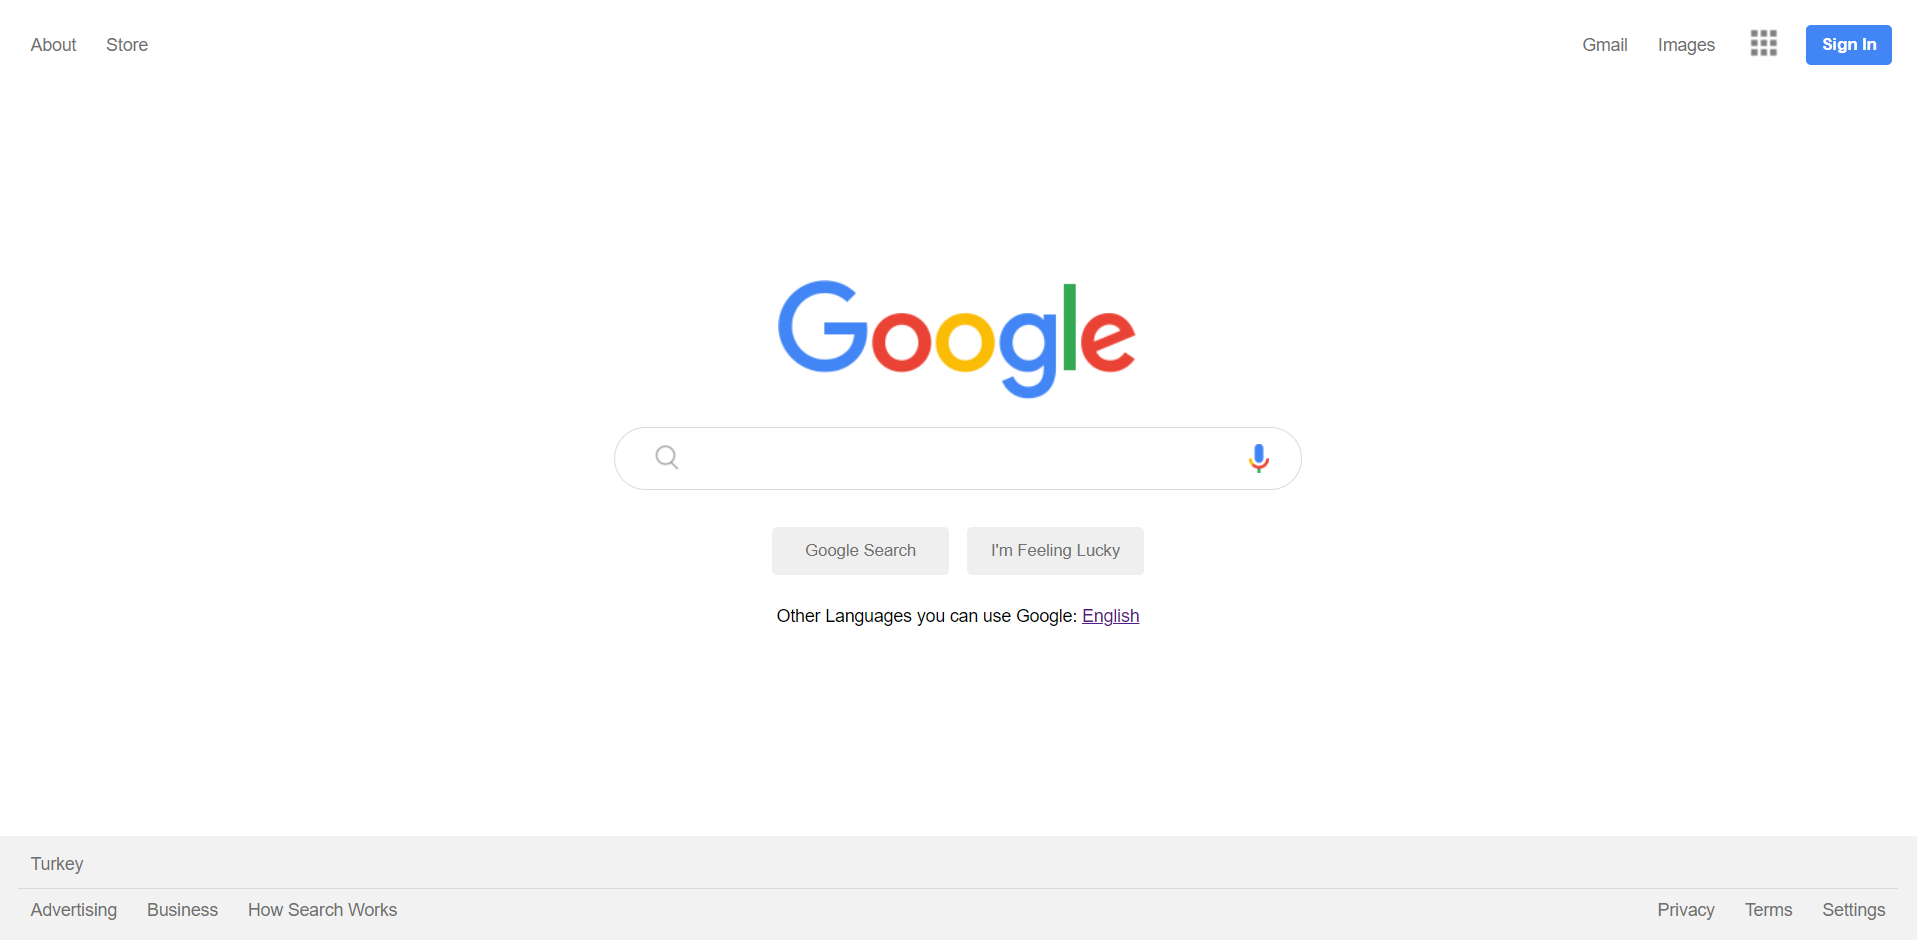 About Store Gmail Images Sign In
Google
Google Search I'm Feeling Lucky
Other Languages you can use Google: English
Turkey
Advertising Business How Search Works Privacy Terms Settings